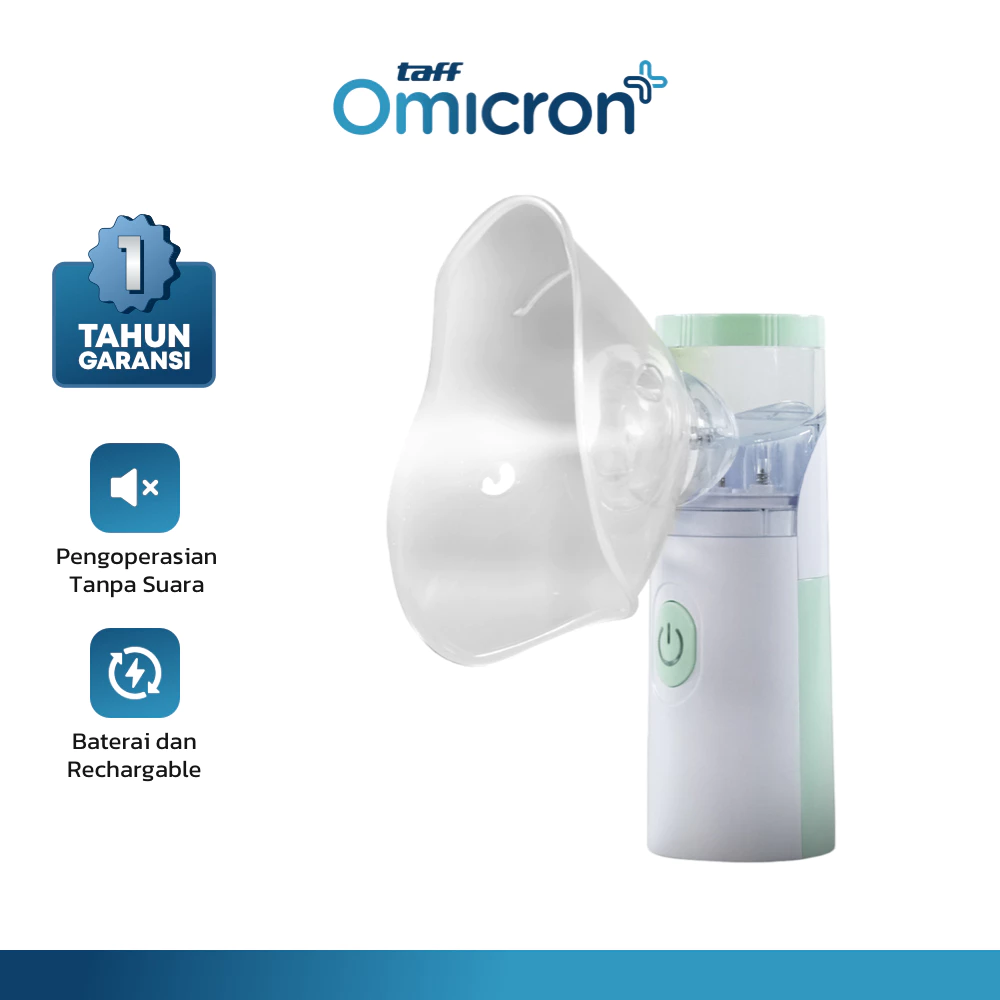 taff
Omicron
1
TAHUN
GARANSI
Pengoperasian
Tanpa Suara
Baterai dan
Rechargable